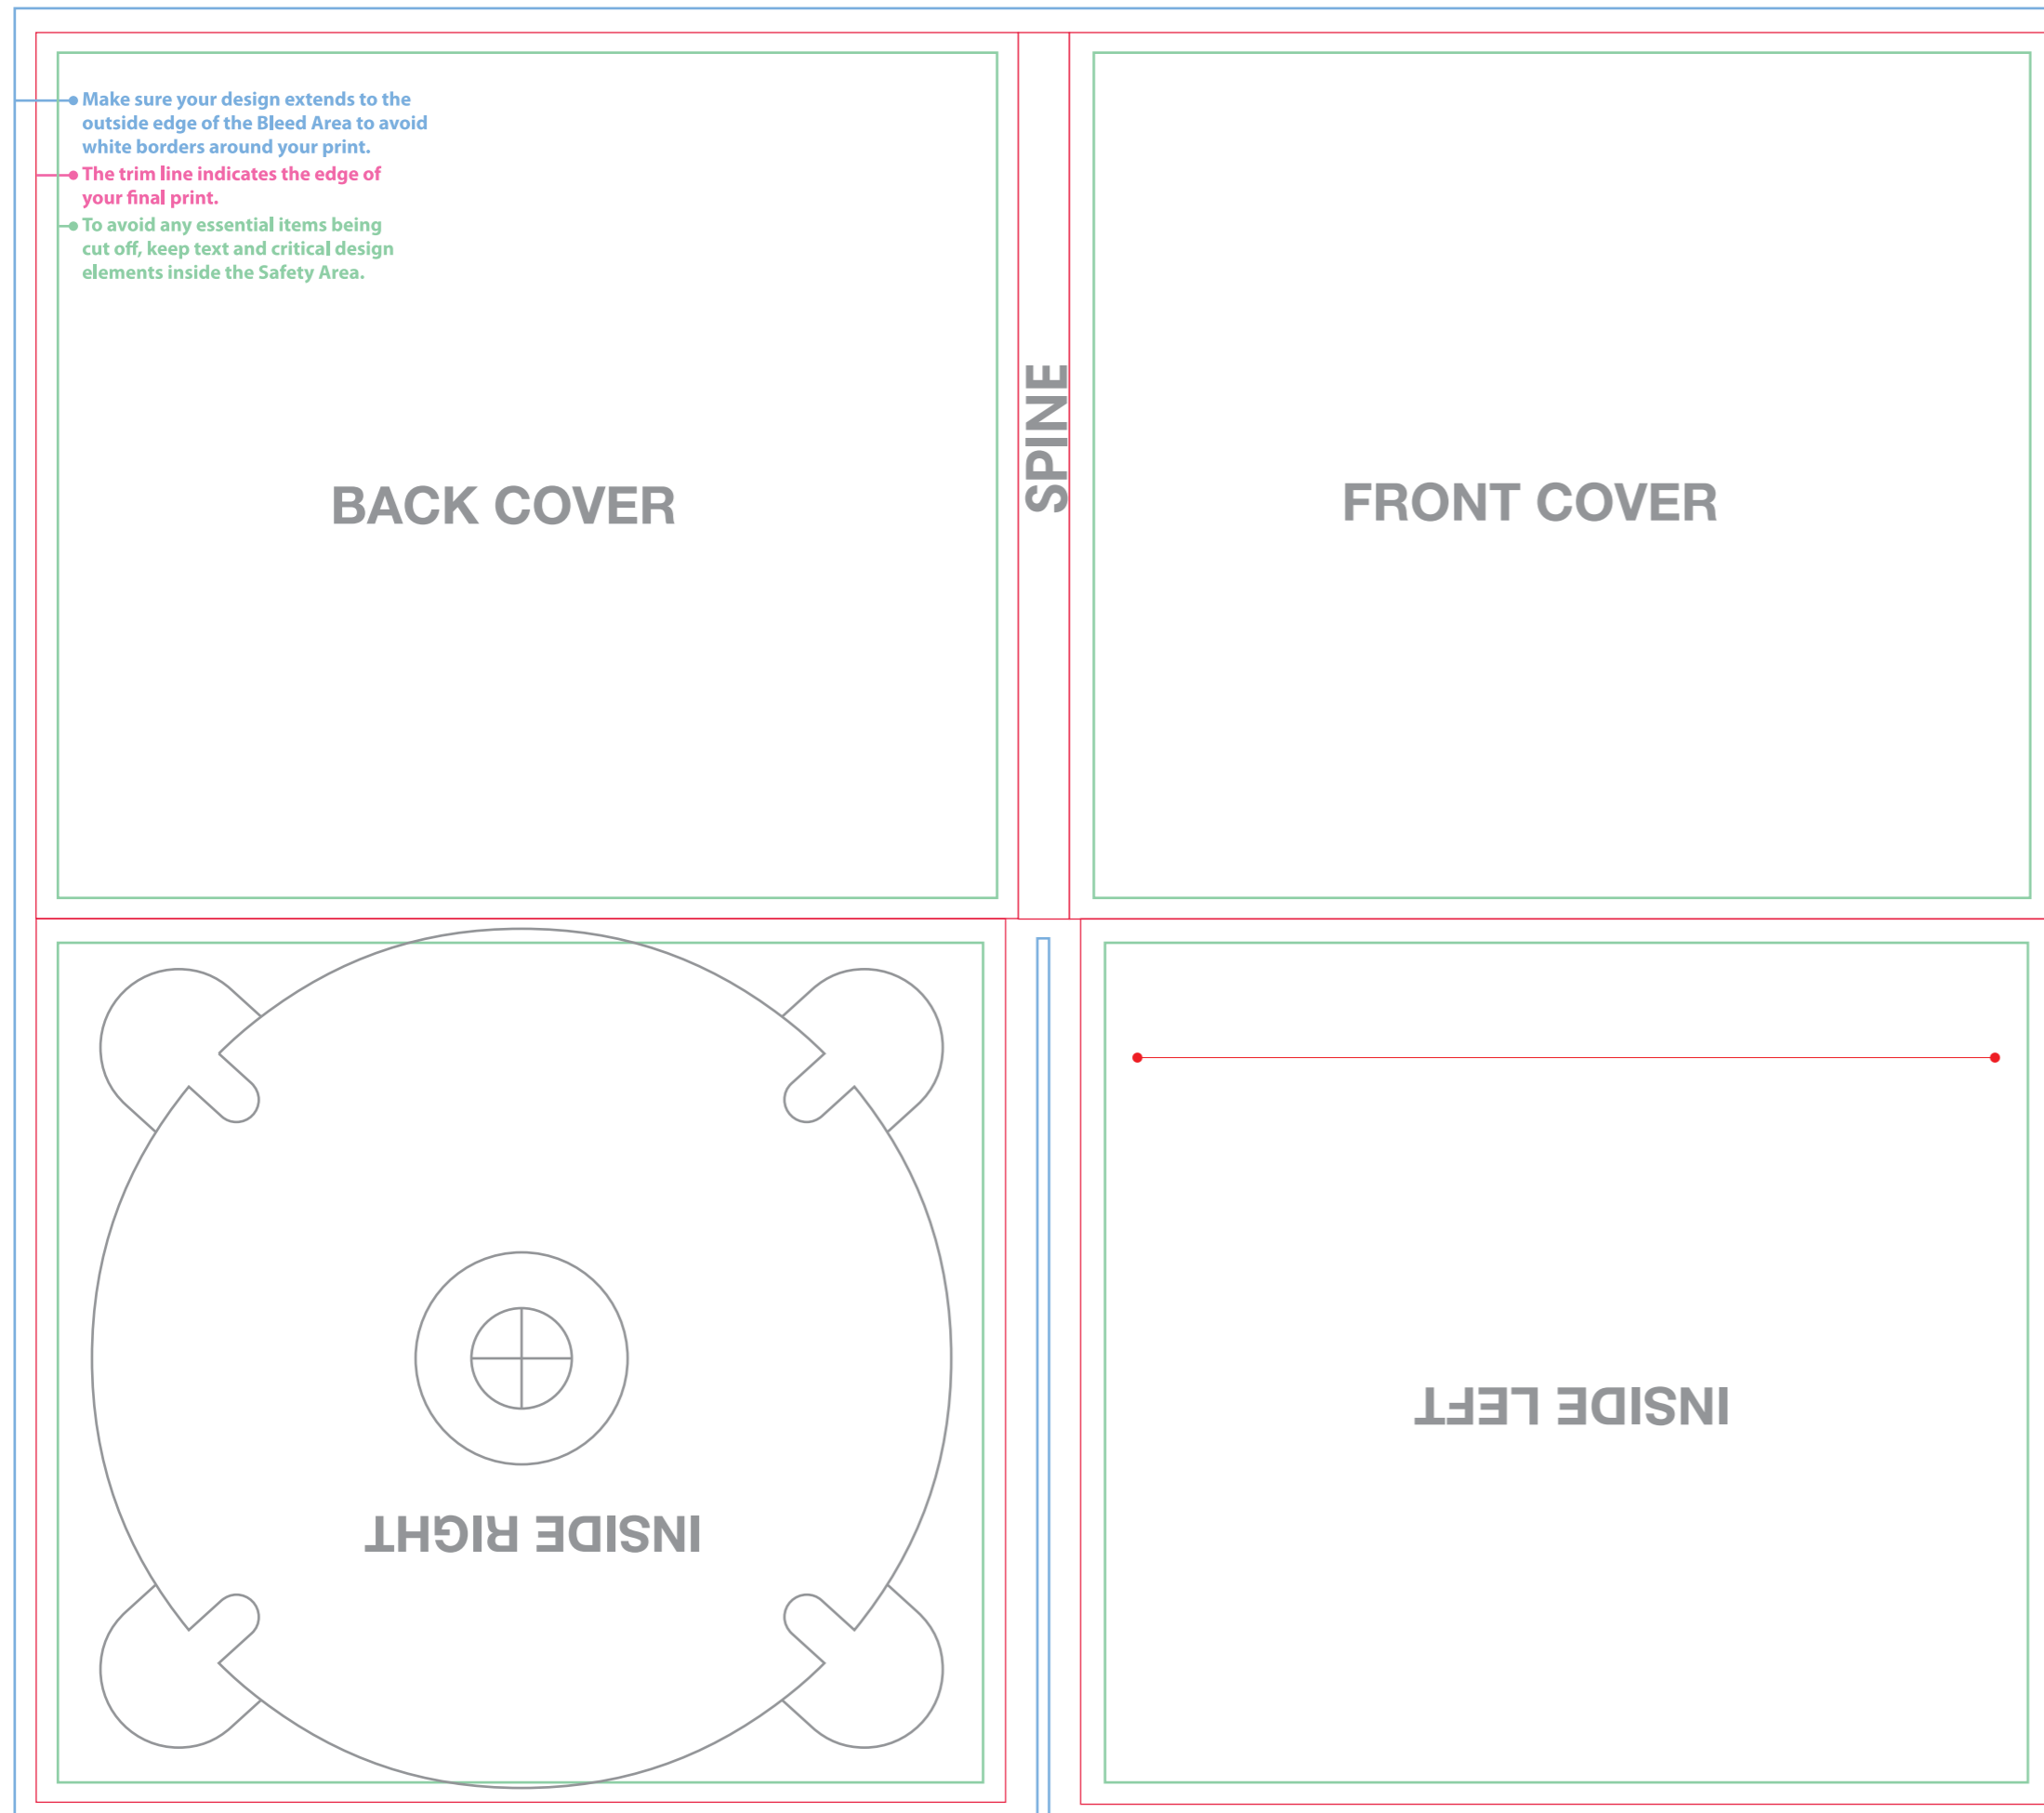 Make sure your design extends to the
outside edge of the Bleed Area to avoid
white borders around your print.
The trim line indicates the edge of
your final print.
To avoid any essential items being
cut off, keep text and critical design
elements inside the Safety Area.
BACK COVER
SPINE
FRONT COVER
INSIDE RIGHT
INSIDE LEFT